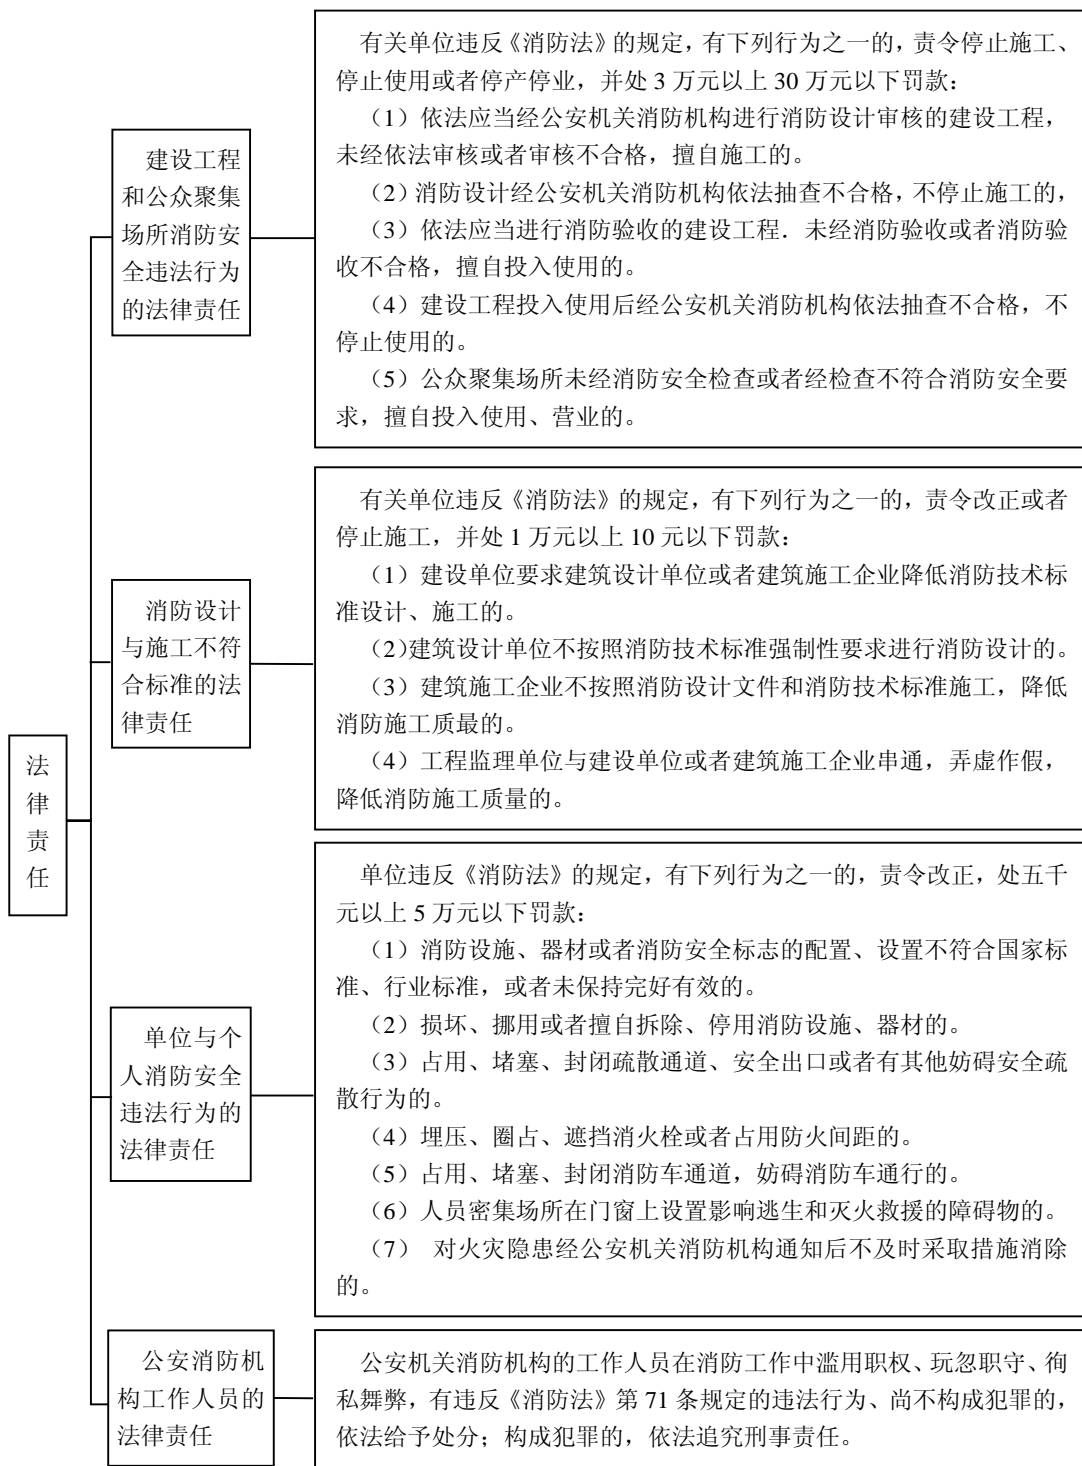 法
律
责
任
建设工程
和公众聚集
场所消防安
全违法行为
的法律责任
有关单位违反《消防法》的规定，有下列行为之一的，责令停止施工、
停止使用或者停产停业，并处 3 万元以上 30 万元以下罚款：
（1）依法应当经公安机关消防机构进行消防设计审核的建设工程，
未经依法审核或者审核不合格，擅自施工的。
（2）消防设计经公安机关消防机构依法抽查不合格，不停止施工的，
（3）依法应当进行消防验收的建设工程．未经消防验收或者消防验
收不合格，擅自投入使用的。
（4）建设工程投入使用后经公安机关消防机构依法抽查不合格，不
停止使用的。
（5）公众聚集场所未经消防安全检查或者经检查不符合消防安全要
求，擅自投入使用、营业的。
消防设计
与施工不符
合标准的法
律责任
有关单位违反《消防法》的规定，有下列行为之一的，责令改正或者
停止施工，并处 1 万元以上 10 元以下罚款：
（1）建设单位要求建筑设计单位或者建筑施工企业降低消防技术标
准设计、施工的。
（2)建筑设计单位不按照消防技术标准强制性要求进行消防设计的。
（3）建筑施工企业不按照消防设计文件和消防技术标准施工，降低
消防施工质最的。
（4）工程监理单位与建设单位或者建筑施工企业串通，弄虚作假，
降低消防施工质量的。
单位与个
人消防安全
违法行为的
法律责任
单位违反《消防法》的规定，有下列行为之一的，责令改正，处五千
元以上 5 万元以下罚款：
（1）消防设施、器材或者消防安全标志的配置、设置不符合国家标
准、行业标准，或者未保持完好有效的。
（2）损坏、挪用或者擅自拆除、停用消防设施、器材的。
（3）占用、堵塞、封闭疏散通道、安全出口或者有其他妨碍安全疏
散行为的。
（4）埋压、圈占、遮挡消火栓或者占用防火间距的。
（5）占用、堵塞、封闭消防车通道，妨碍消防车通行的。
（6）人员密集场所在门窗上设置影响逃生和灭火救援的障碍物的。
（7） 对火灾隐患经公安机关消防机构通知后不及时采取措施消除
的。
公安消防机
构工作人员的
法律责任
公安机关消防机构的工作人员在消防工作中滥用职权、玩忽职守、徇
私舞弊，有违反《消防法》第 71 条规定的违法行为、尚不构成犯罪的，
依法给予处分；构成犯罪的，依法追究刑事责任。